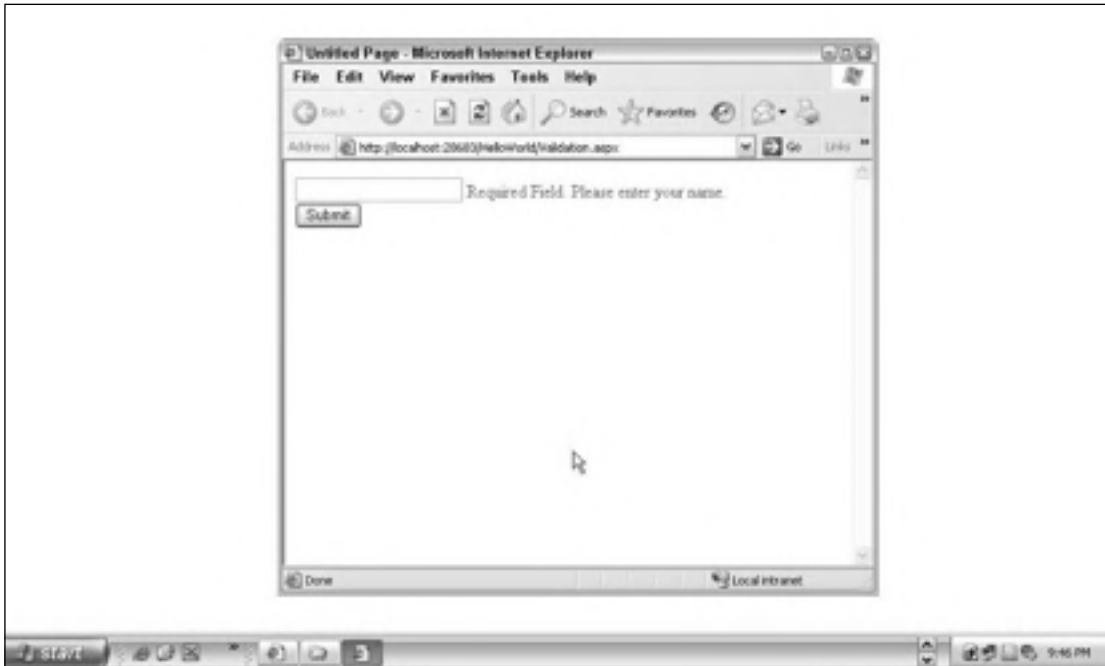 Untitled Page - Microsoft Internet Explorer
File Edit View Favorites Tools Help
Back Search Favorites
Address http://localhost:28683/HelloWorld/Validation.aspx Go Links
Required Field. Please enter your name.
Submit
Done Local intranet
start 9:46 PM